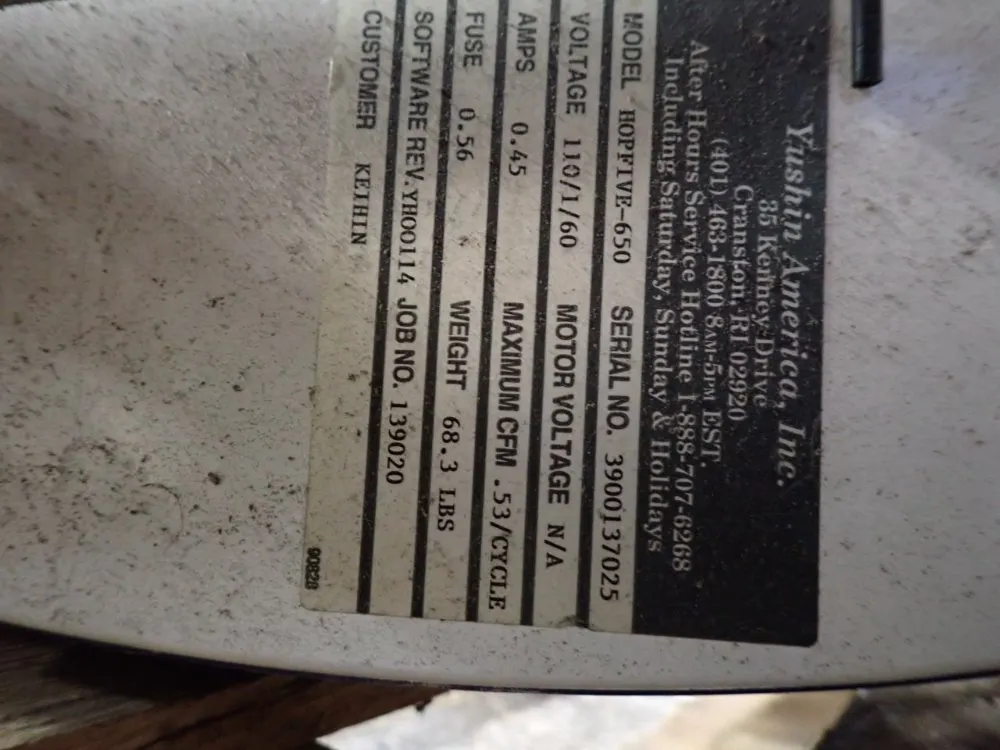 Yushin America, Inc.
35 Kenney Drive
Cranston, RI 02920
(401) 463-1800 8AM-5PM EST.
After Hours Service Hotline 1-888-707-6268
Including Saturday, Sunday & Holidays
MODEL HOPFIVE-650 SERIAL NO. 3900137025
VOLTAGE 110/1/60 MOTOR VOLTAGE N/A
AMPS 0.45 MAXIMUM CFM .53/CYCLE
FUSE 0.56 WEIGHT 68.3 LBS
SOFTWARE REV. YH00114 JOB NO. 139020
CUSTOMER KEIHIN
90828